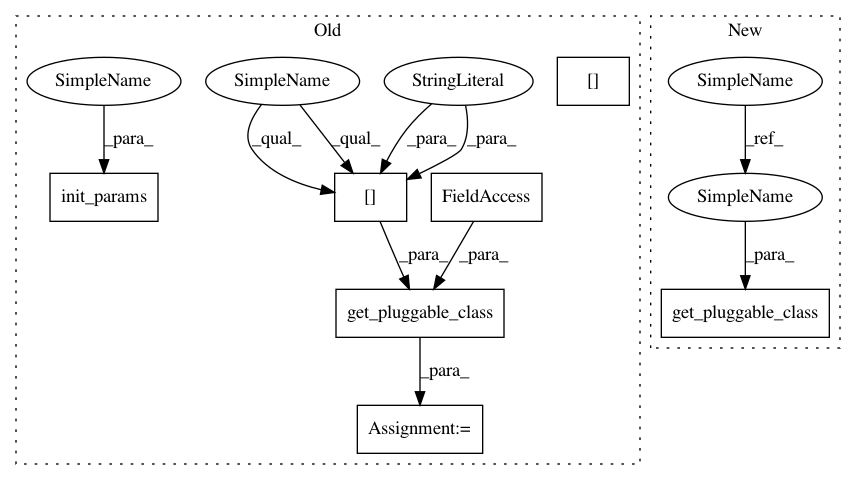 Old
New
SimpleName
SimpleName
StringLiteral
[]
SimpleName
_para_
_qual_
_qual_
_para_
_para_
_ref_
init_params
[]
FieldAccess
SimpleName
_para_
_para_
_para_
get_pluggable_class
get_pluggable_class
_para_
Assignment:=